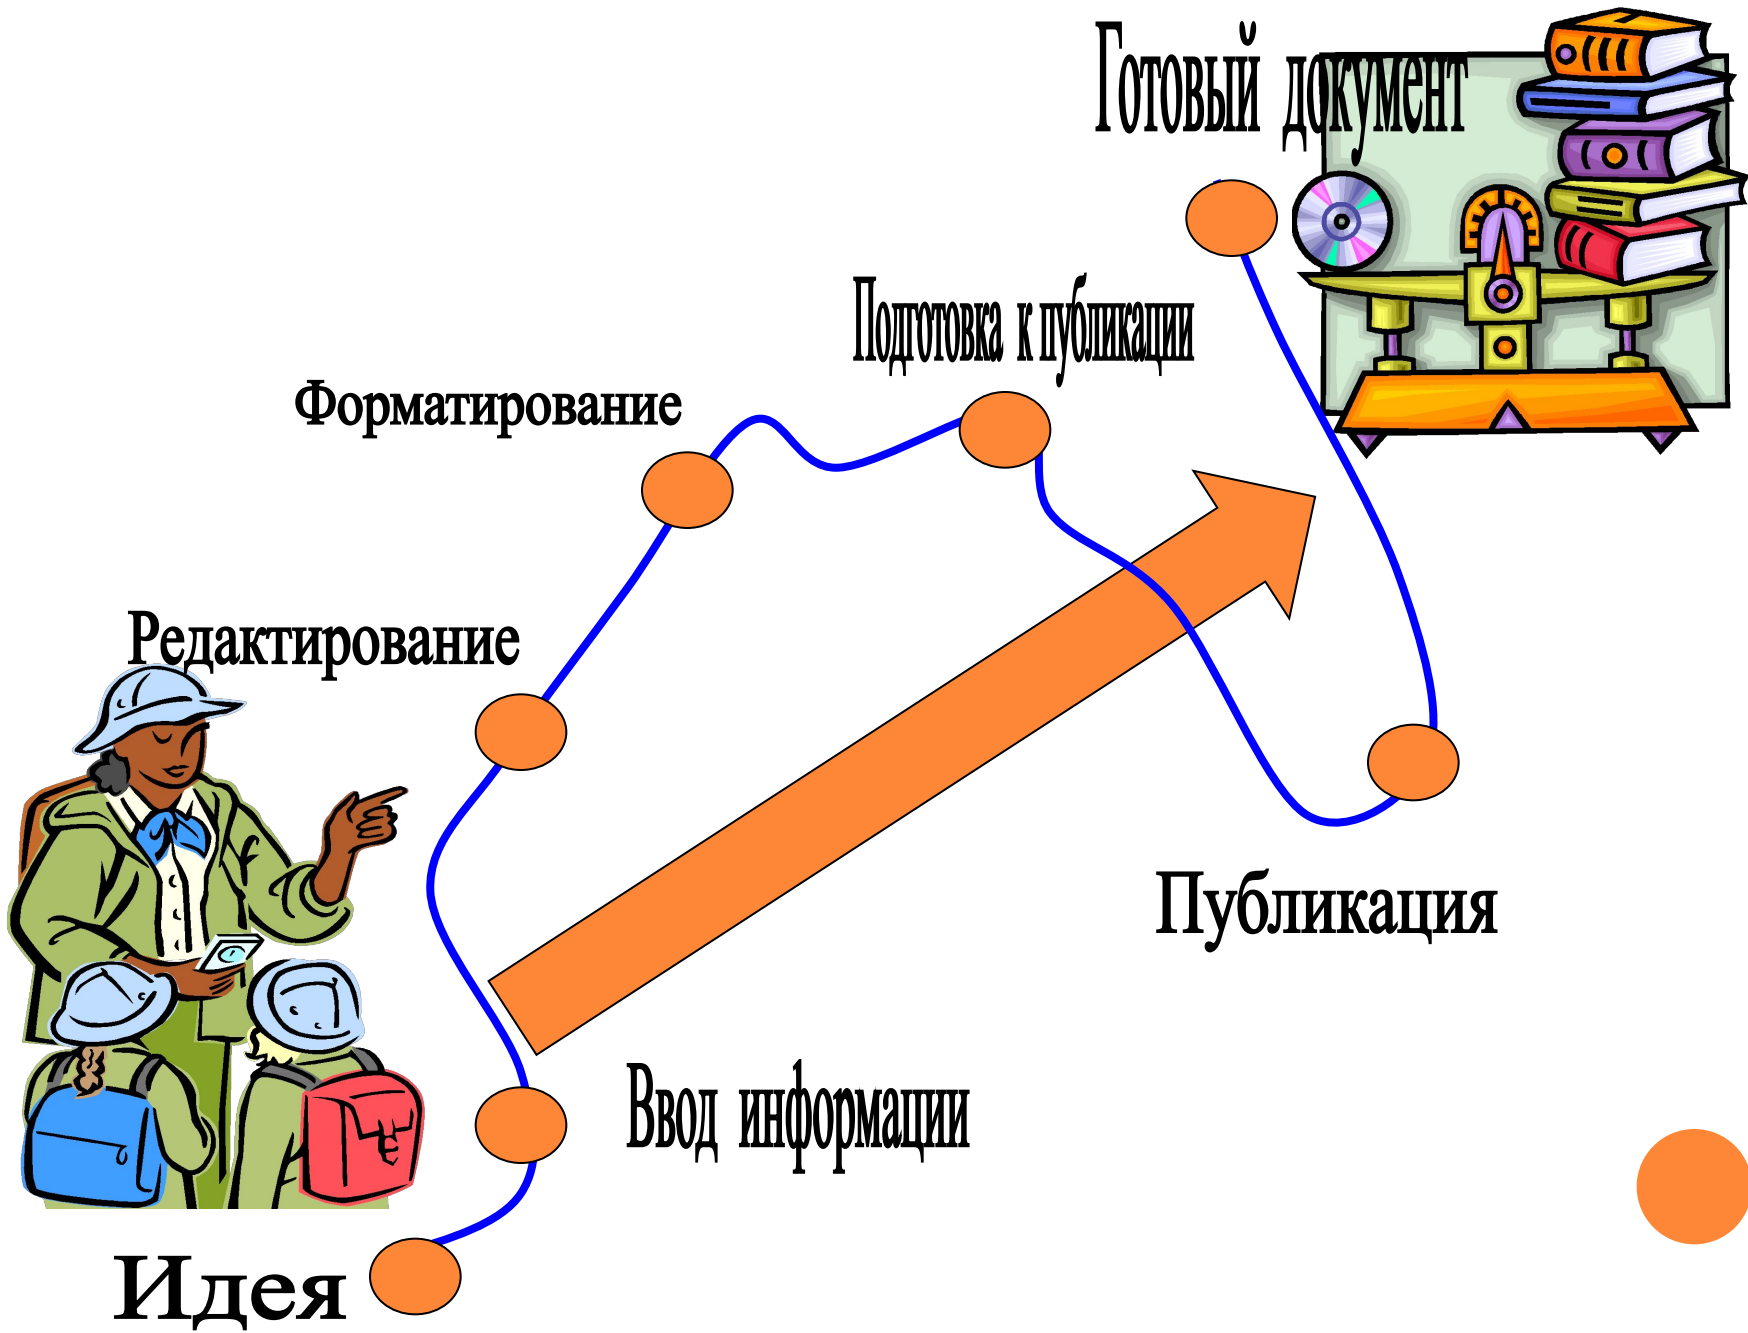 Готовый документ
Подготовка к публикации
Форматирование
Редактирование
Публикация
Ввод информации
Идея